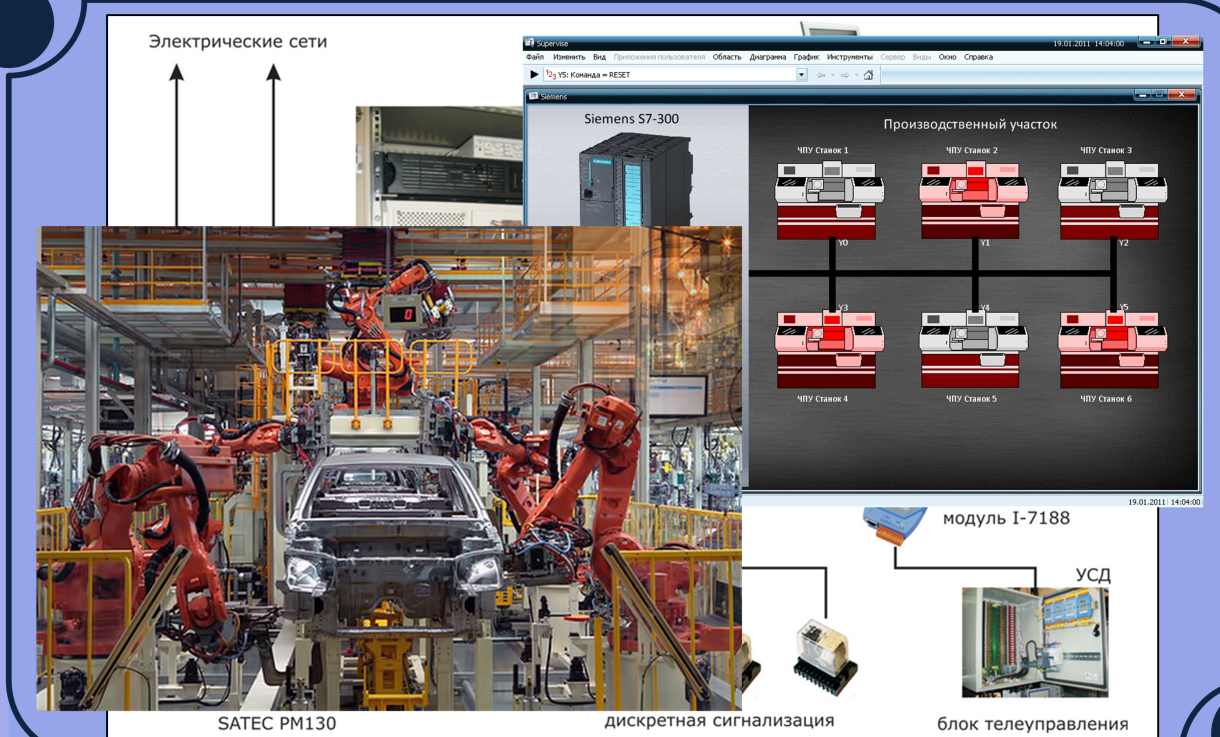 Электрические сети
Supervise
19.01.2011 14:04:00
Файл Изменить Вид Приложения пользователя Область Диаграмма График Инструменты Сервер Виды Окно Справка
123 Y5: Команда = RESET
Siemens
Siemens S7-300
SIEMENS
Производственный участок
ЧПУ Станок 1
ЧПУ Станок 2
ЧПУ Станок 3
Y0
Y1
Y2
Y3
Y4
Y5
ЧПУ Станок 4
ЧПУ Станок 5
ЧПУ Станок 6
0
19.01.2011 14:04:00
модуль I-7188
УСД
SATEC PM130
дискретная сигнализация
блок телеуправления